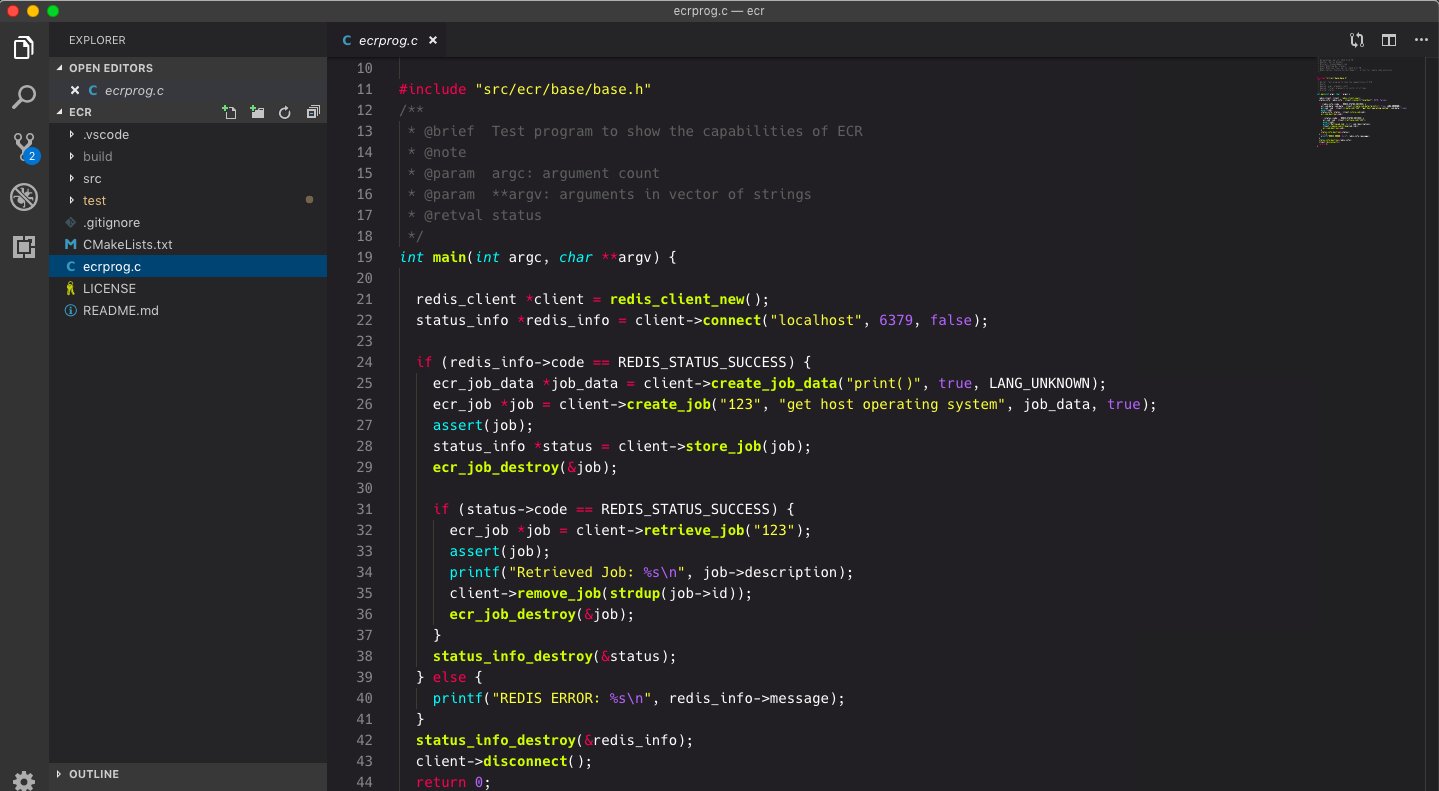 ecrprog.c — ecr
EXPLORER
OPEN EDITORS
C ecrprog.c
ECR
.vscode
build
src
test
.gitignore
M CMakeLists.txt
C ecrprog.c
LICENSE
README.md
OUTLINE
2
C ecrprog.c
10
11 #include "src/ecr/base/base.h"
12 /**
13  * @brief  Test program to show the capabilities of ECR
14  * @note
15  * @param  argc: argument count
16  * @param  **argv: arguments in vector of strings
17  * @retval status
18  */
19 int main(int argc, char **argv) {
20
21   redis_client *client = redis_client_new();
22   status_info *redis_info = client->connect("localhost", 6379, false);
23
24   if (redis_info->code == REDIS_STATUS_SUCCESS) {
25     ecr_job_data *job_data = client->create_job_data("print()", true, LANG_UNKNOWN);
26     ecr_job *job = client->create_job("123", "get host operating system", job_data, true);
27     assert(job);
28     status_info *status = client->store_job(job);
29     ecr_job_destroy(&job);
30
31     if (status->code == REDIS_STATUS_SUCCESS) {
32       ecr_job *job = client->retrieve_job("123");
33       assert(job);
34       printf("Retrieved Job: %s\n", job->description);
35       client->remove_job(strdup(job->id));
36       ecr_job_destroy(&job);
37     }
38     status_info_destroy(&status);
39   } else {
40     printf("REDIS ERROR: %s\n", redis_info->message);
41   }
42   status_info_destroy(&redis_info);
43   client->disconnect();
44   return 0;